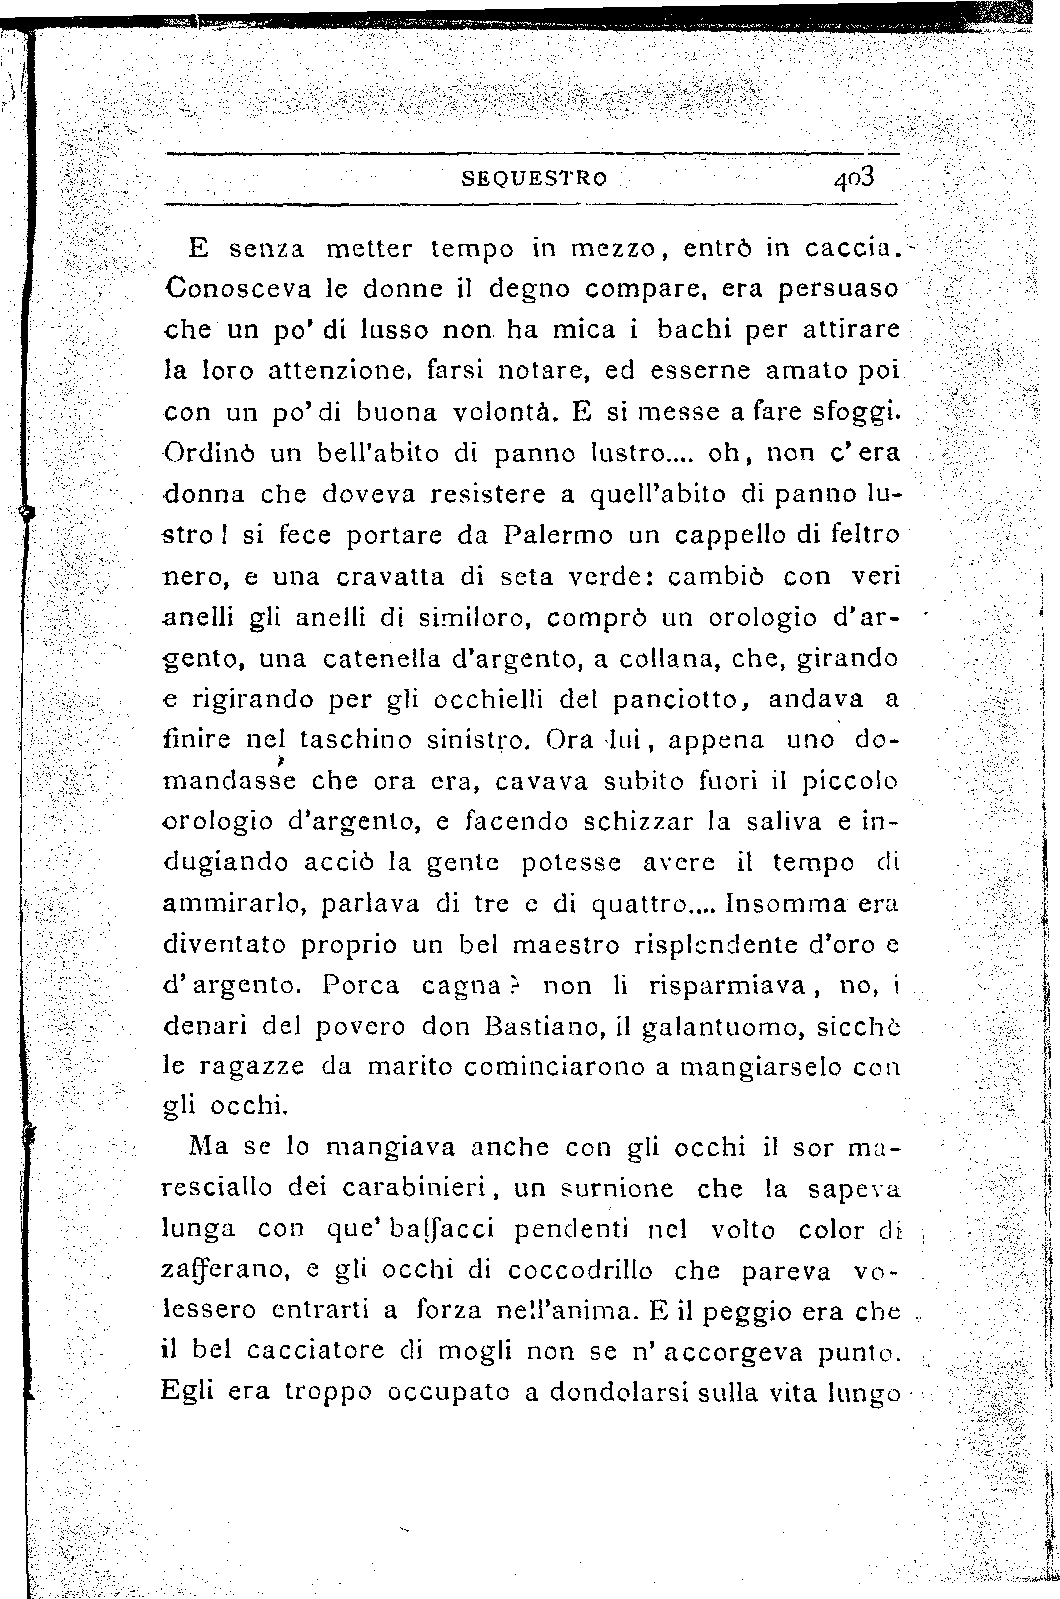 SEQUESTRO 403
E senza metter tempo in mezzo, entrò in caccia.
Conosceva le donne il degno compare, era persuaso
che un po' di lusso non ha mica i bachi per attirare
la loro attenzione, farsi notare, ed esserne amato poi
con un po' di buona volontà. E si messe a fare sfoggi.
Ordinò un bell'abito di panno lustro.... oh, non c'era
donna che doveva resistere a quell'abito di panno lu-
stro! si fece portare da Palermo un cappello di feltro
nero, e una cravatta di seta verde: cambiò con veri
anelli gli anelli di similoro, comprò un orologio d'ar-
gento, una catenella d'argento, a collana, che, girando
e rigirando per gli occhielli del panciotto, andava a
finire nel taschino sinistro. Ora lui, appena uno do-
mandasse che ora era, cavava subito fuori il piccolo
orologio d'argento, e facendo schizzar la saliva e in-
dugiando acciò la gente potesse avere il tempo di
ammirarlo, parlava di tre e di quattro.... Insomma era
diventato proprio un bel maestro risplendente d'oro e
d'argento. Porca cagna? non li risparmiava, no, i
denari del povero don Bastiano, il galantuomo, sicchè
le ragazze da marito cominciarono a mangiarselo con
gli occhi.
Ma se lo mangiava anche con gli occhi il sor ma-
resciallo dei carabinieri, un surnione che la sapeva
lunga con que' baffacci pendenti nel volto color di
zafferano, e gli occhi di coccodrillo che pareva vo-
lessero entrarti a forza nell'anima. E il peggio era che
il bel cacciatore di mogli non se n'accorgeva punto.
Egli era troppo occupato a dondolarsi sulla vita lungo